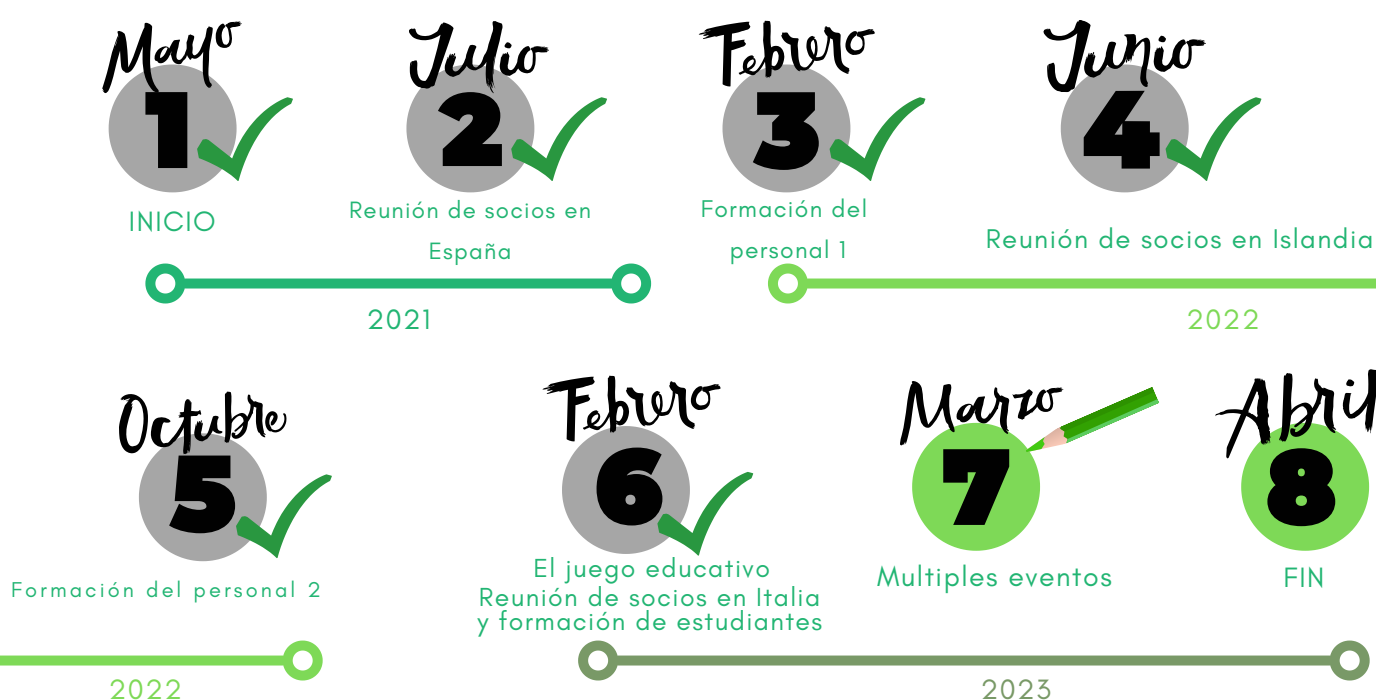 Mayo
1
INICIO
Julio
2
Reunión de socios en
España
2021
Febrero
3
Formación del
personal 1
Junio
4
Reunión de socios en Islandia
2022
Octubre
5
Formación del personal 2
2022
Febrero
6
El juego educativo
Reunión de socios en Italia
y formación de estudiantes
Marzo
7
Multiples eventos
Abril
8
FIN
2023